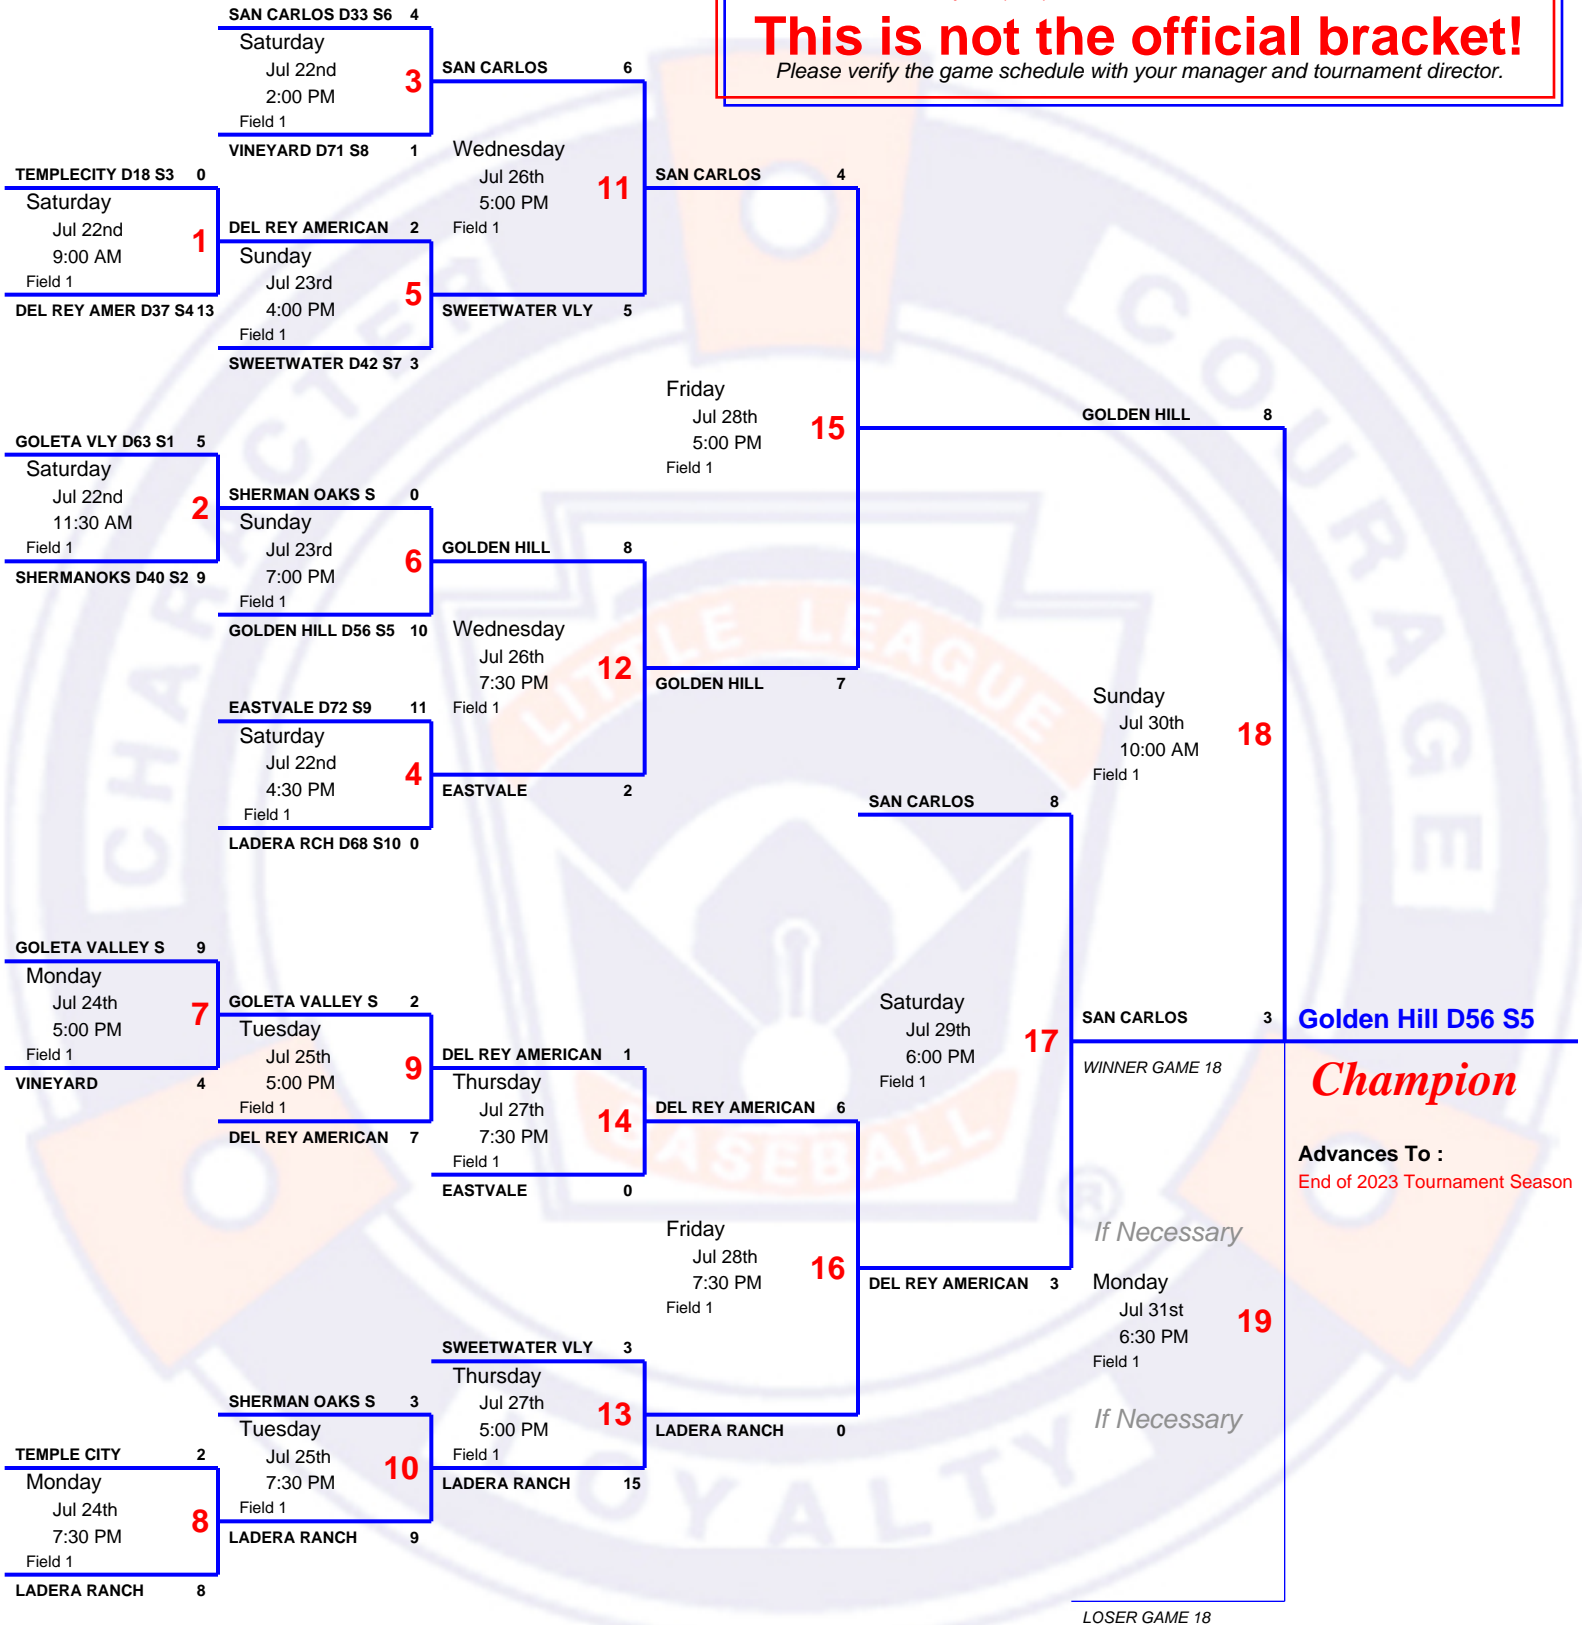 This is not the official bracket!
Please verify the game schedule with your manager and tournament director.
SAN CARLOS D33 S6 4
Saturday
Jul 22nd
2:00 PM
Field 1
3
VINEYARD D71 S8 1
SAN CARLOS 6
Wednesday
Jul 26th
5:00 PM
Field 1
11
SWEETWATER VLY 5
TEMPLECITY D18 S3 0
Saturday
Jul 22nd
9:00 AM
Field 1
1
DEL REY AMER D37 S4 13
DEL REY AMERICAN 2
Sunday
Jul 23rd
4:00 PM
Field 1
5
SWEETWATER D42 S7 3
SAN CARLOS 4
Friday
Jul 28th
5:00 PM
Field 1
15
GOLDEN HILL 7
GOLETA VLY D63 S1 5
Saturday
Jul 22nd
11:30 AM
Field 1
2
SHERMANOKS D40 S2 9
SHERMAN OAKS S 0
Sunday
Jul 23rd
7:00 PM
Field 1
6
GOLDEN HILL D56 S5 10
GOLDEN HILL 8
Wednesday
Jul 26th
7:30 PM
Field 1
12
EASTVALE 2
EASTVALE D72 S9 11
Saturday
Jul 22nd
4:30 PM
Field 1
4
LADERA RCH D68 S10 0
GOLDEN HILL 8
Sunday
Jul 30th
10:00 AM
Field 1
18
SAN CARLOS 3
WINNER GAME 18
Golden Hill D56 S5
Champion
Advances To :
End of 2023 Tournament Season
SAN CARLOS 8
Saturday
Jul 29th
6:00 PM
Field 1
17
DEL REY AMERICAN 3
GOLETA VALLEY S 9
Monday
Jul 24th
5:00 PM
Field 1
7
VINEYARD 4
GOLETA VALLEY S 2
Tuesday
Jul 25th
5:00 PM
Field 1
9
DEL REY AMERICAN 7
DEL REY AMERICAN 1
Thursday
Jul 27th
7:30 PM
Field 1
14
EASTVALE 0
DEL REY AMERICAN 6
Friday
Jul 28th
7:30 PM
Field 1
16
LADERA RANCH 0
If Necessary
Monday
Jul 31st
6:30 PM
Field 1
19
If Necessary
LOSER GAME 18
SWEETWATER VLY 3
Thursday
Jul 27th
5:00 PM
Field 1
13
LADERA RANCH 15
SHERMAN OAKS S 3
Tuesday
Jul 25th
7:30 PM
Field 1
10
LADERA RANCH 9
TEMPLE CITY 2
Monday
Jul 24th
7:30 PM
Field 1
8
LADERA RANCH 8
CHARACTER
COURAGE
LOYALTY
LITTLE LEAGUE
BASEBALL
®